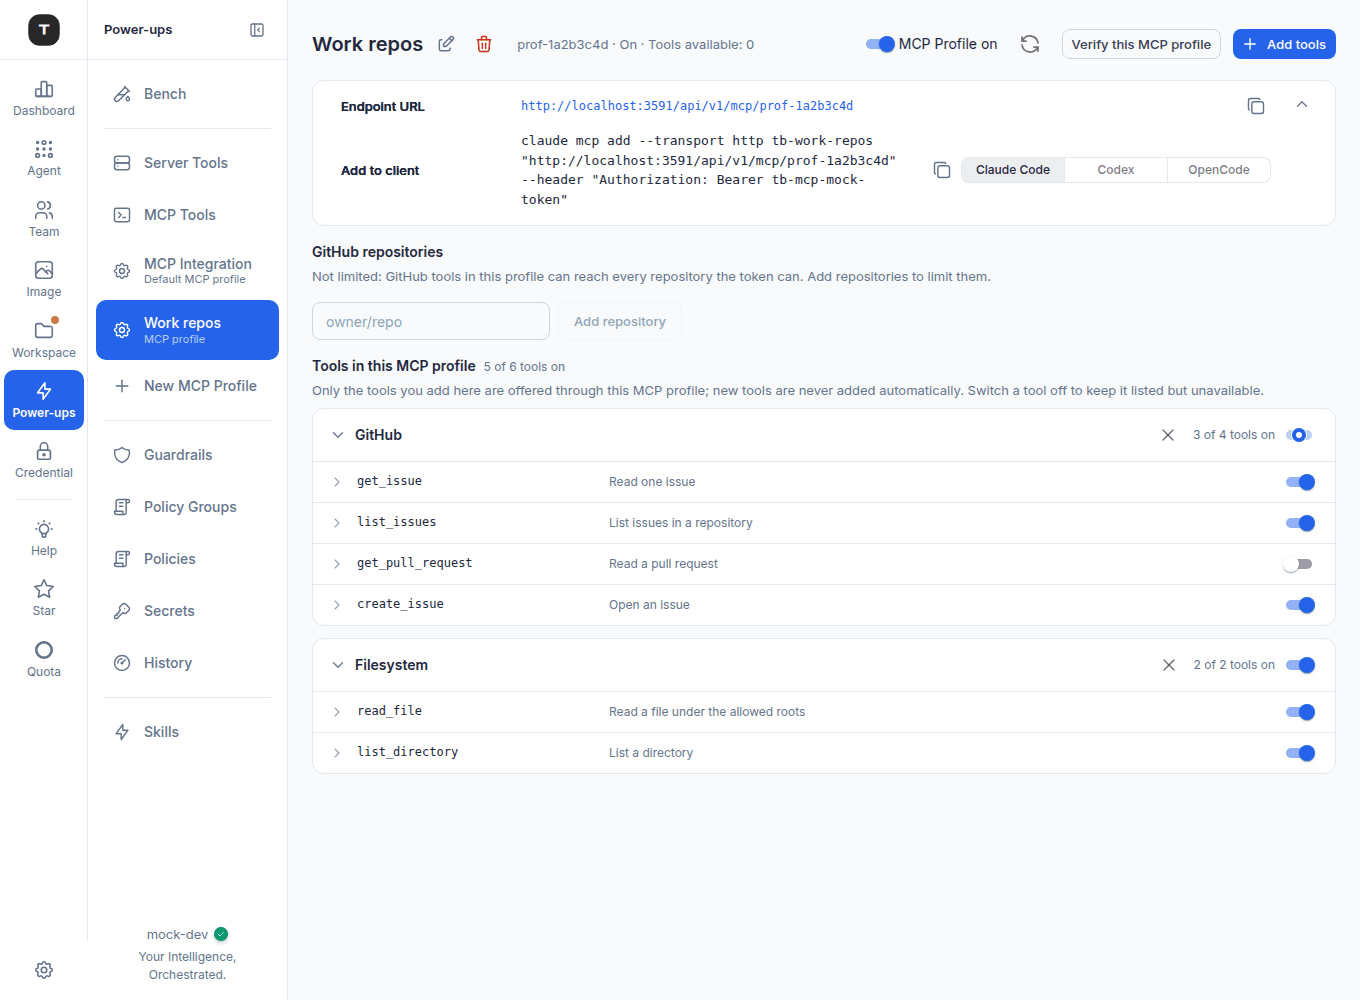 T
Power-ups
Dashboard
Agent
Team
Image
Workspace
Power-ups
Credential
Help
Star
Quota
Bench
Server Tools
MCP Tools
MCP Integration
Default MCP profile
Work repos
MCP profile
New MCP Profile
Guardrails
Policy Groups
Policies
Secrets
History
Skills
mock-dev
Your Intelligence,
Orchestrated.
Work repos prof-1a2b3c4d · On · Tools available: 0 MCP Profile on Verify this MCP profile Add tools
Endpoint URL http://localhost:3591/api/v1/mcp/prof-1a2b3c4d
Add to client
claude mcp add --transport http tb-work-repos
"http://localhost:3591/api/v1/mcp/prof-1a2b3c4d"
--header "Authorization: Bearer tb-mcp-mock-
token"
Claude Code Codex OpenCode
GitHub repositories
Not limited: GitHub tools in this profile can reach every repository the token can. Add repositories to limit them.
owner/repo Add repository
Tools in this MCP profile 5 of 6 tools on
Only the tools you add here are offered through this MCP profile; new tools are never added automatically. Switch a tool off to keep it listed but unavailable.
GitHub 3 of 4 tools on
get_issue Read one issue
list_issues List issues in a repository
get_pull_request Read a pull request
create_issue Open an issue
Filesystem 2 of 2 tools on
read_file Read a file under the allowed roots
list_directory List a directory